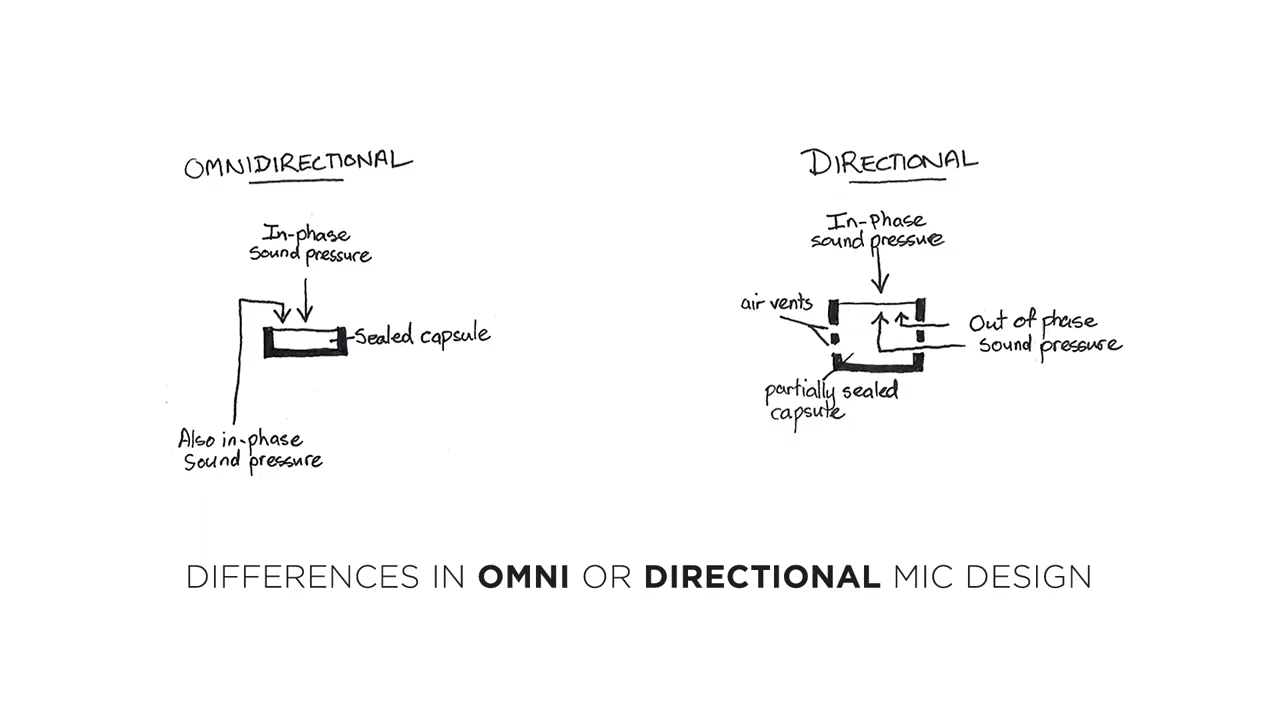 OMNIDIRECTIONAL
In-phase
Sound pressure
Sealed capsule
Also in-phase
Sound pressure
DIRECTIONAL
In-Phase
sound pressure
air vents
Out of phase
sound pressure
partially sealed
capsule
DIFFERENCES IN OMNI OR DIRECTIONAL MIC DESIGN